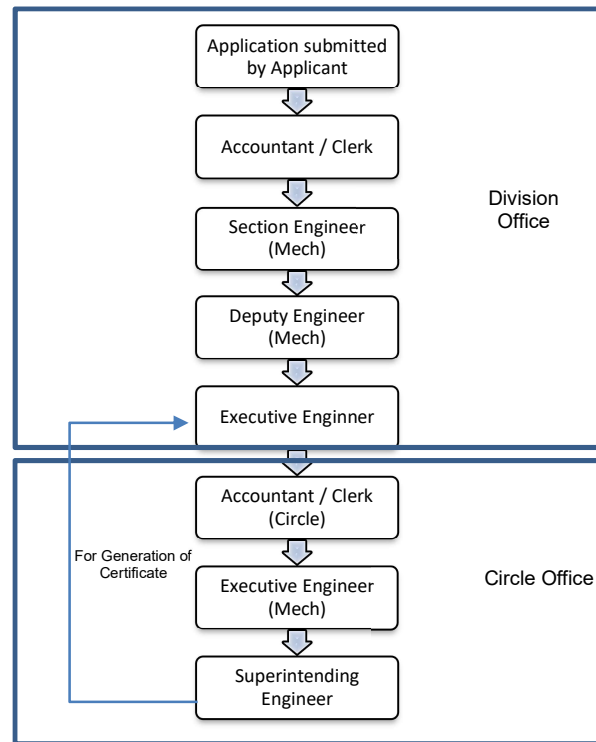 Application submitted
by Applicant
Accountant / Clerk
Section Engineer
(Mech)
Division
Office
Deputy Engineer
(Mech)
Executive Enginner
Accountant / Clerk
(Circle)
For Generation of
Certificate
Executive Engineer
(Mech)
Circle Office
Superintending
Engineer